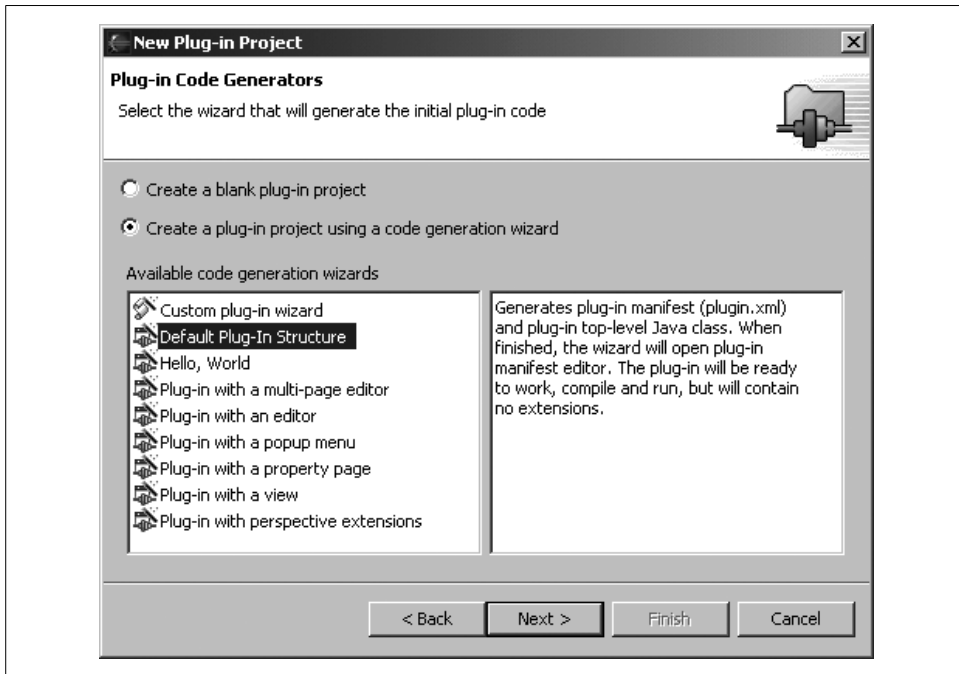 New Plug-in Project
Plug-in Code Generators
Select the wizard that will generate the initial plug-in code
Create a blank plug-in project
Create a plug-in project using a code generation wizard
Available code generation wizards
Custom plug-in wizard
Default Plug-In Structure
Hello, World
Plug-in with a multi-page editor
Plug-in with an editor
Plug-in with a popup menu
Plug-in with a property page
Plug-in with a view
Plug-in with perspective extensions
Generates plug-in manifest (plugin.xml)
and plug-in top-level Java class. When
finished, the wizard will open plug-in
manifest editor. The plug-in will be ready
to work, compile and run, but will contain
no extensions.
< Back
Next >
Finish
Cancel